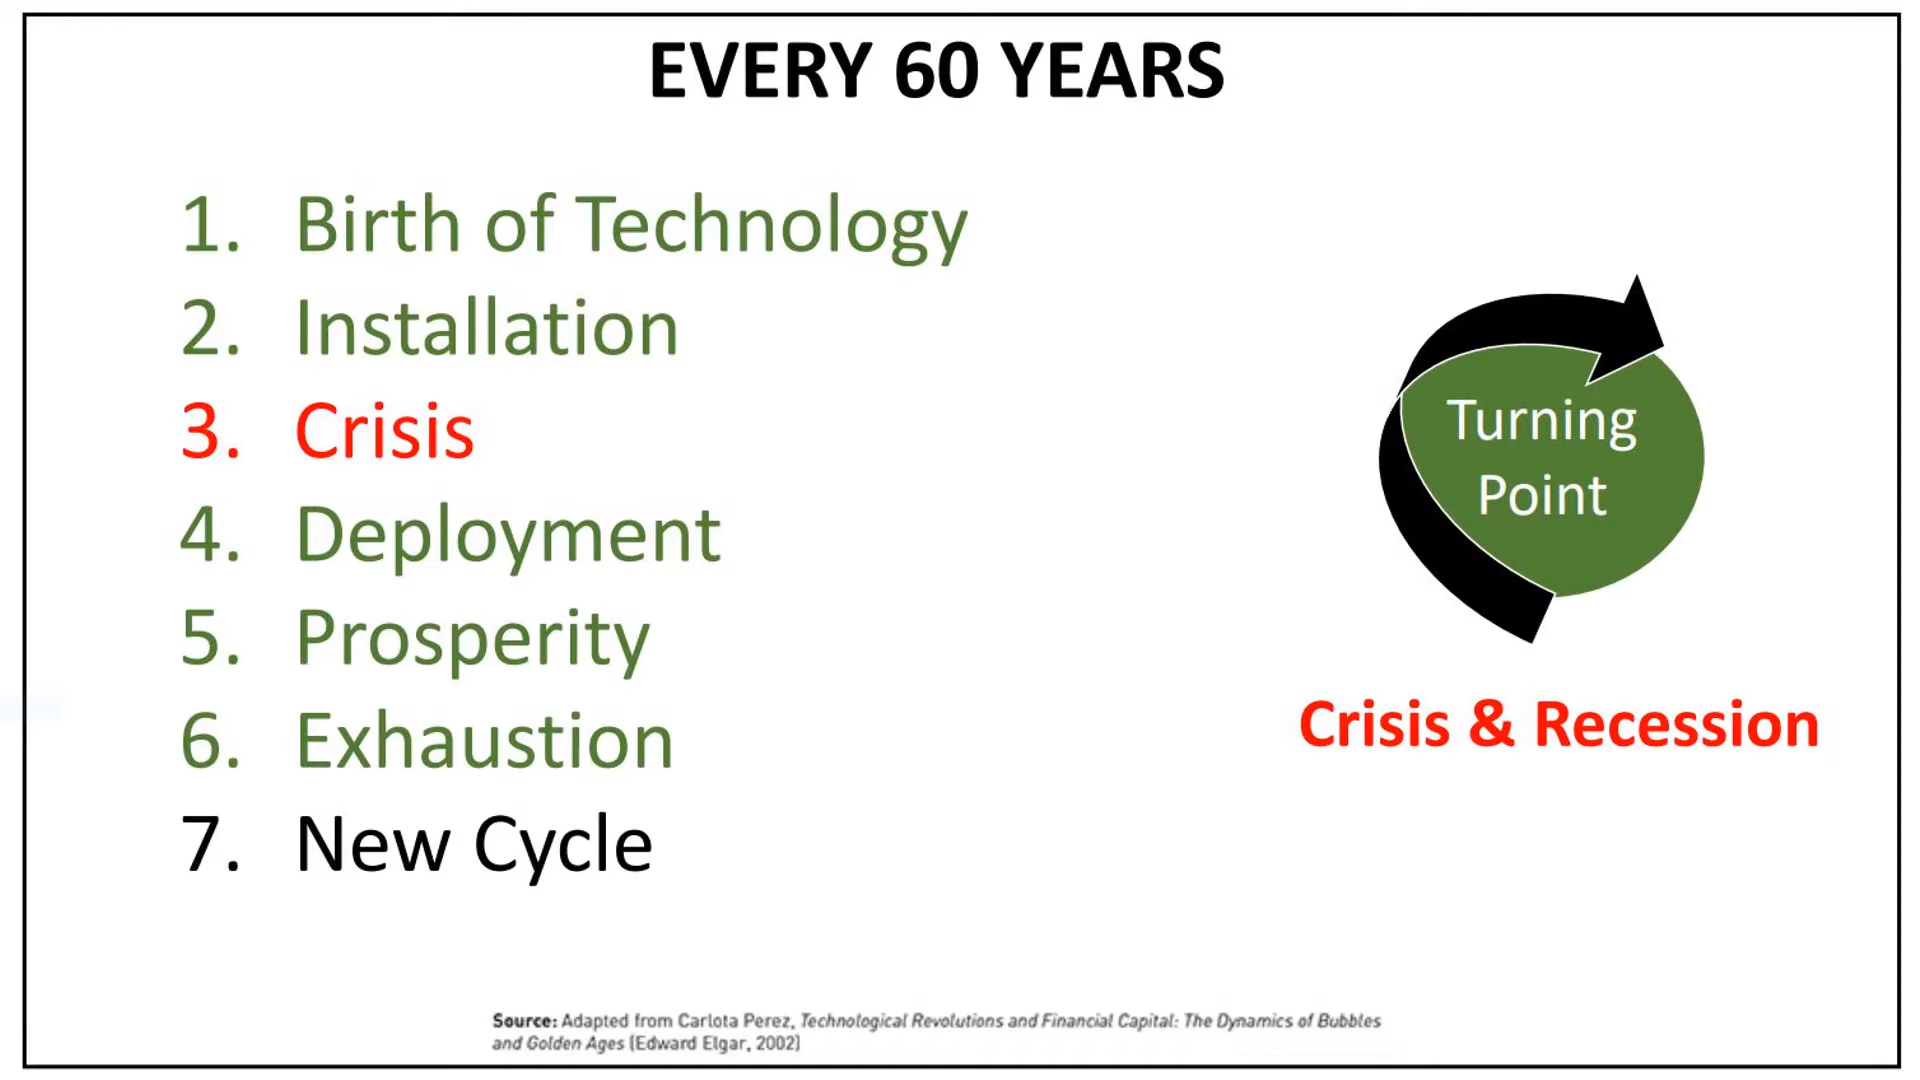 EVERY 60 YEARS
1. Birth of Technology
2. Installation
3. Crisis
4. Deployment
5. Prosperity
6. Exhaustion
7. New Cycle
Turning
Point
Crisis & Recession
Source: Adapted from Carlota Perez, Technological Revolutions and Financial Capital: The Dynamics of Bubbles
and Golden Ages (Edward Elgar, 2002)